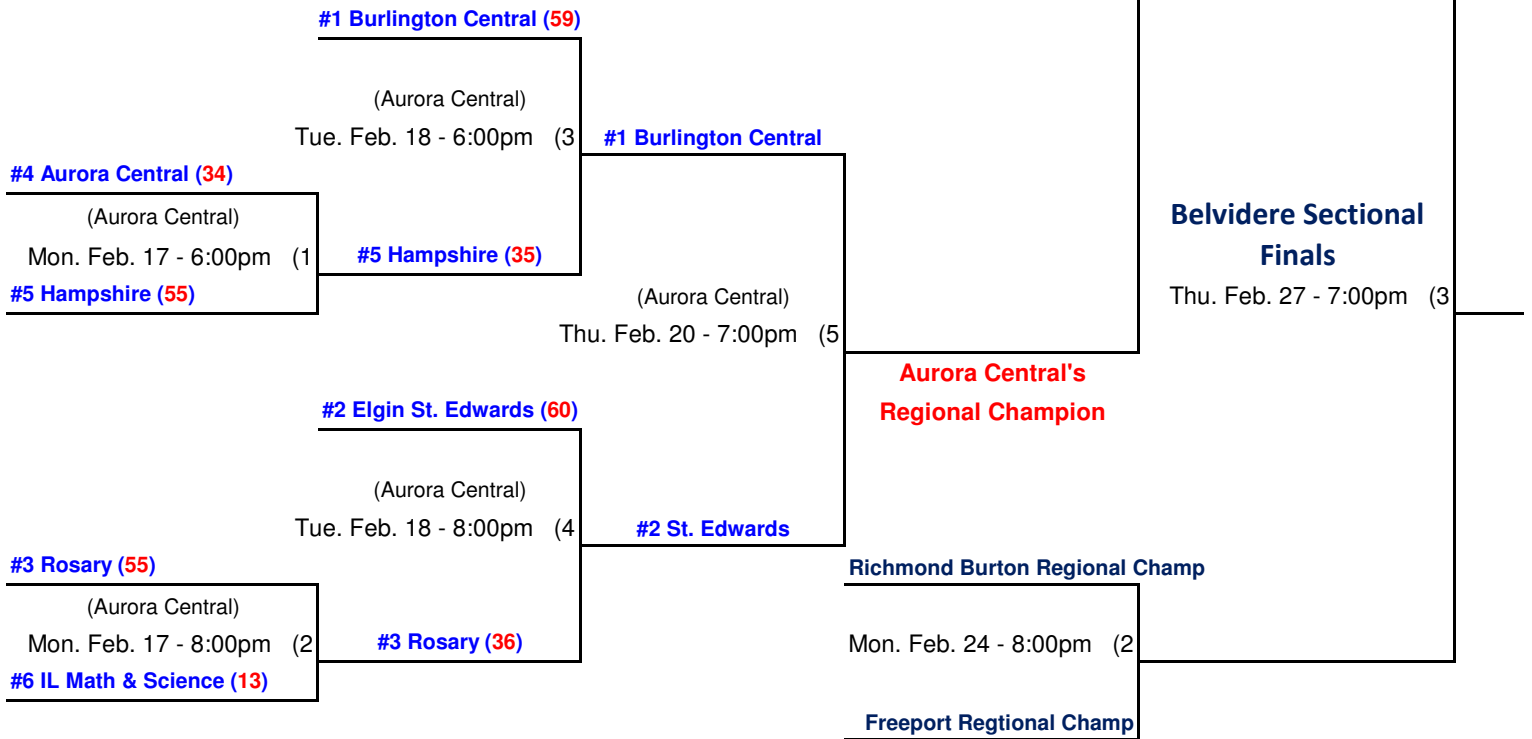 #1 Burlington Central (59)
(Aurora Central)
Tue. Feb. 18 - 6:00pm (3
#1 Burlington Central
#4 Aurora Central (34)
(Aurora Central)
Mon. Feb. 17 - 6:00pm (1
#5 Hampshire (35)
#5 Hampshire (55)
(Aurora Central)
Thu. Feb. 20 - 7:00pm (5
Belvidere Sectional
Finals
Thu. Feb. 27 - 7:00pm (3
Aurora Central's
Regional Champion
#2 Elgin St. Edwards (60)
(Aurora Central)
Tue. Feb. 18 - 8:00pm (4
#2 St. Edwards
#3 Rosary (55)
(Aurora Central)
Mon. Feb. 17 - 8:00pm (2
#3 Rosary (36)
#6 IL Math & Science (13)
Richmond Burton Regional Champ
Mon. Feb. 24 - 8:00pm (2
Freeport Regtional Champ